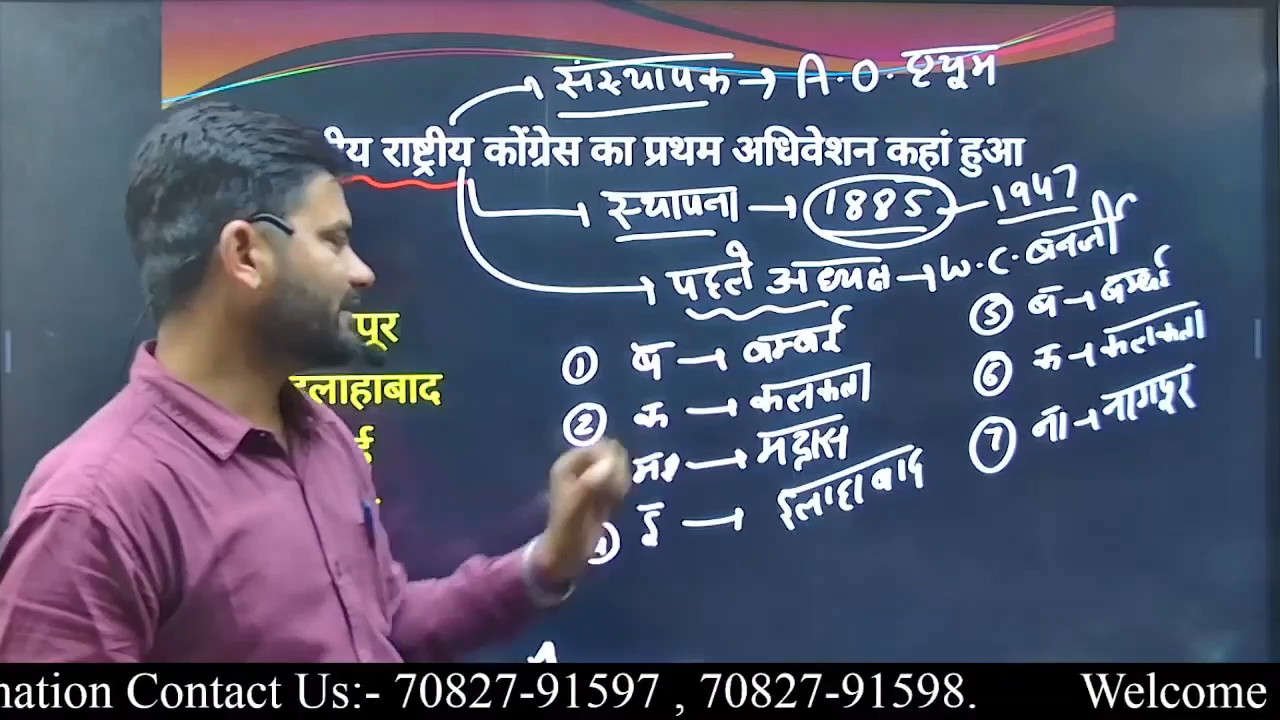 संस्थापक → A.O. ह्यूम
ीय राष्ट्रीय कोंग्रेस का प्रथम अधिवेशन कहां हुआ
स्थापना → 1885 – 1947
पहले अध्यक्ष → W.C. बनर्जी
पूर
इलाहाबाद
① ब → बम्बई
② क → कलकत्ता
म → मद्रास
④ इ → इलाहाबाद
⑤ ब → बम्बई
⑥ क → कलकत्ता
⑦ ना → नागपूर
nation Contact Us:- 70827-91597 , 70827-91598. Welcome